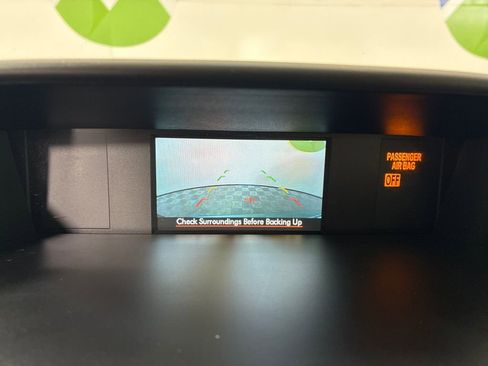 PASSENGER
AIR BAG
OFF
Check Surroundings Before Backing Up